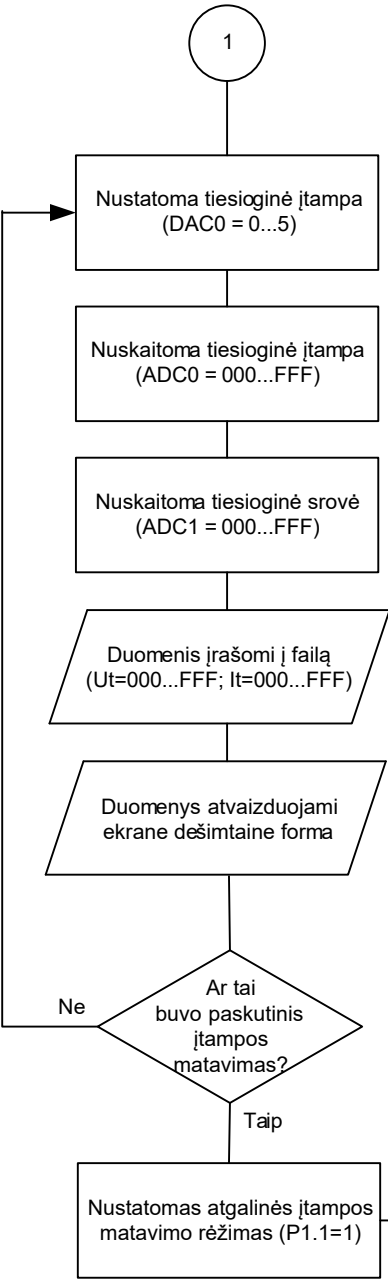 1
Nustatoma tiesioginė įtampa
(DAC0 = 0...5)
Nuskaitoma tiesioginė įtampa
(ADC0 = 000...FFF)
Nuskaitoma tiesioginė srovė
(ADC1 = 000...FFF)
Duomenis įrašomi į failą
(Ut=000...FFF; It=000...FFF)
Duomenys atvaizduojami
ekrane dešimtaine forma
Ar tai
buvo paskutinis
įtampos
matavimas?
Ne
Taip
Nustatomas atgalinės įtampos
matavimo rėžimas (P1.1=1)